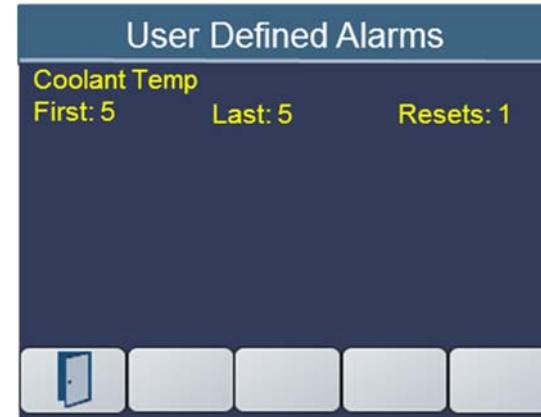 User Defined Alarms
Coolant Temp
First: 5 Last: 5 Resets: 1